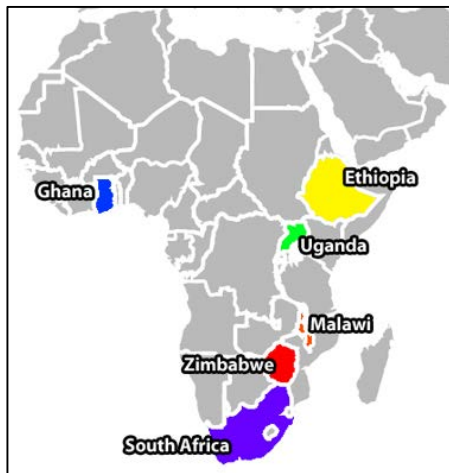 Ethiopia
Ghana
Uganda
Malawi
Zimbabwe
South Africa